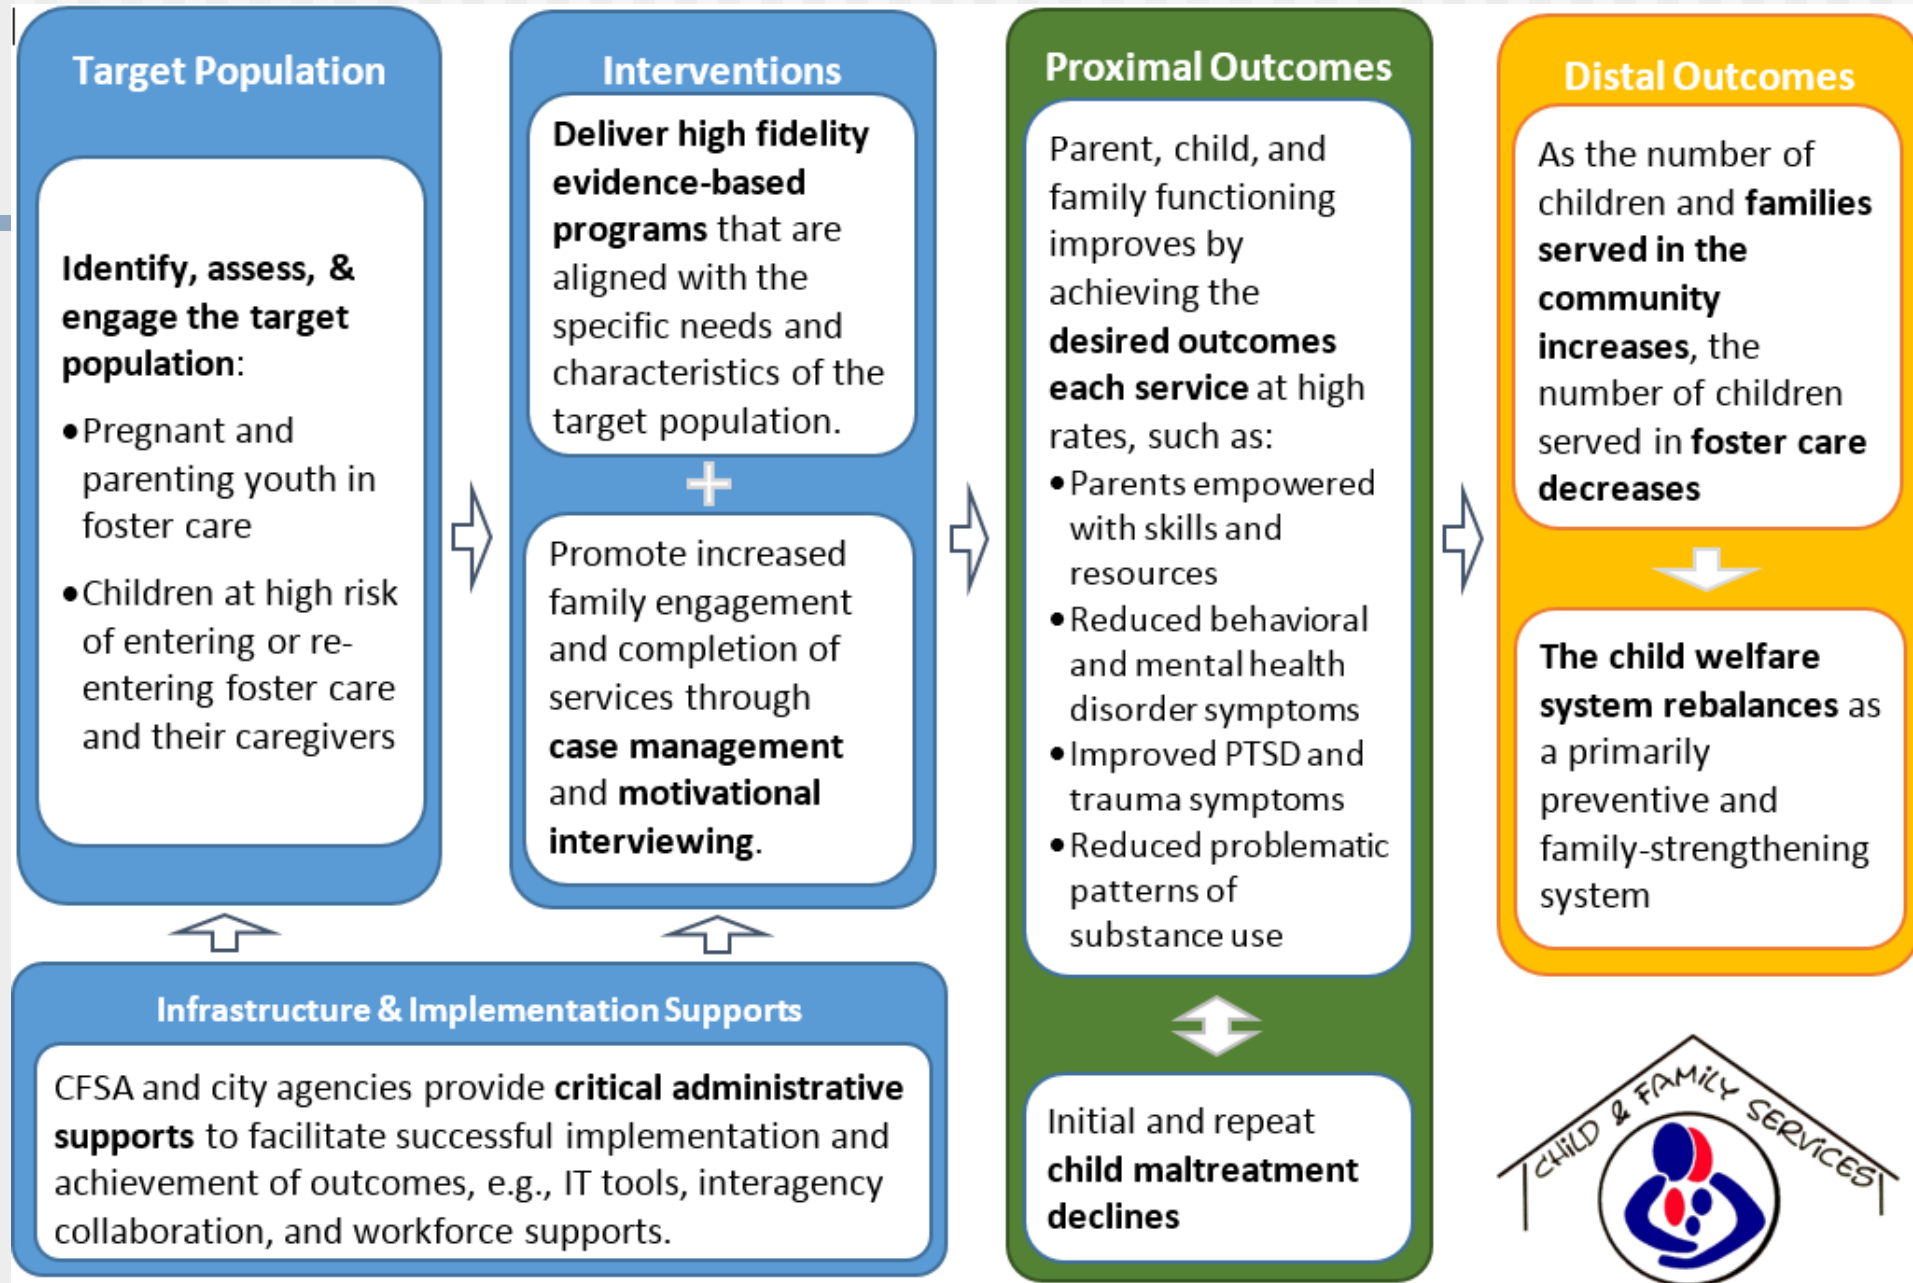 Target Population
Identify, assess, &
engage the target
population:
•Pregnant and
parenting youth in
foster care
•Children at high risk
of entering or re-
entering foster care
and their caregivers
Interventions
Deliver high fidelity
evidence-based
programs that are
aligned with the
specific needs and
characteristics of the
target population.
Promote increased
family engagement
and completion of
services through
case management
and motivational
interviewing.
Infrastructure & Implementation Supports
CFSA and city agencies provide critical administrative
supports to facilitate successful implementation and
achievement of outcomes, e.g., IT tools, interagency
collaboration, and workforce supports.
Proximal Outcomes
Parent, child, and
family functioning
improves by
achieving the
desired outcomes
each service at high
rates, such as:
•Parents empowered
with skills and
resources
•Reduced behavioral
and mental health
disorder symptoms
•Improved PTSD and
trauma symptoms
•Reduced problematic
patterns of
substance use
Initial and repeat
child maltreatment
declines
Distal Outcomes
As the number of
children and families
served in the
community
increases, the
number of children
served in foster care
decreases
The child welfare
system rebalances as
a primarily
preventive and
family-strengthening
system
CHILD & FAMILY SERVICES